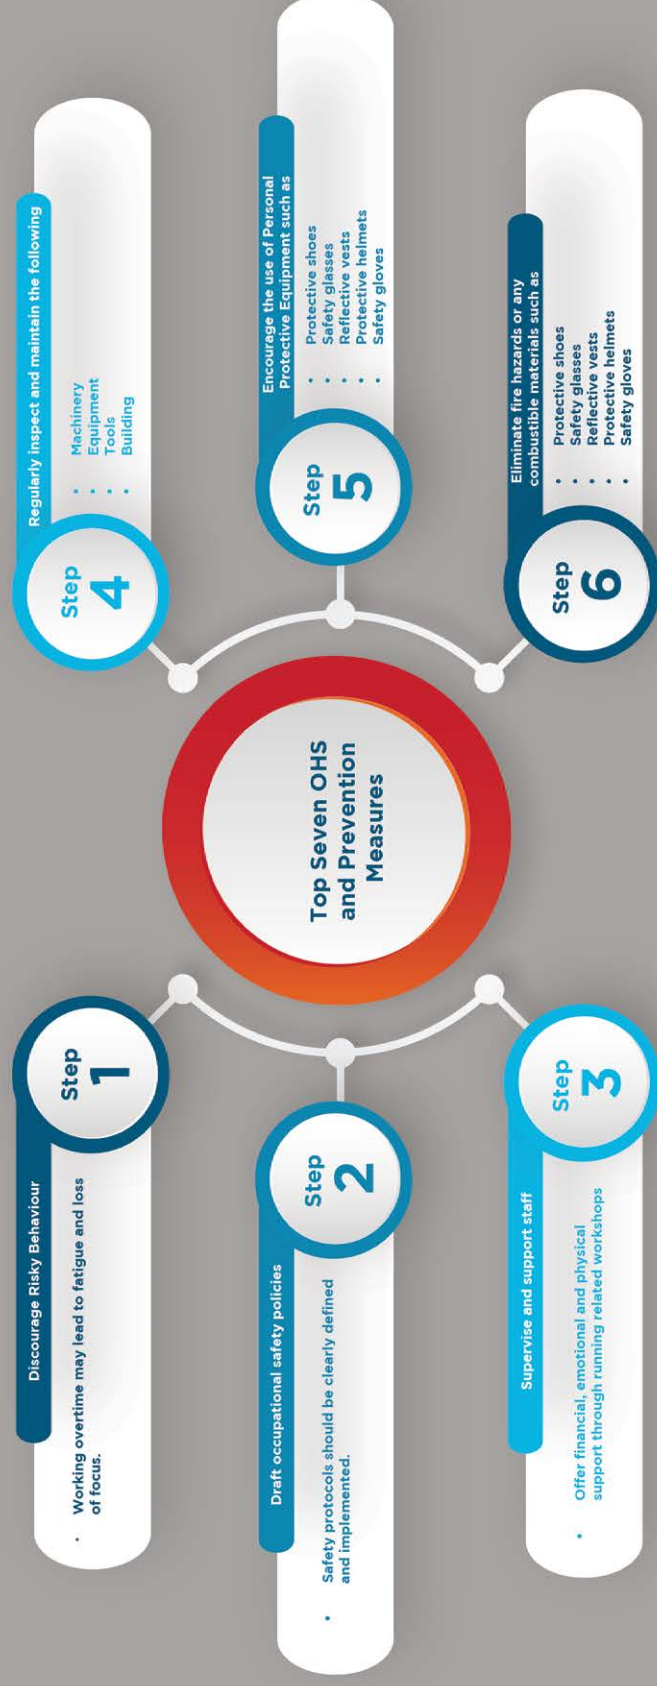 Top Seven OHS
and Prevention
Measures
Step
1
Discourage Risky Behaviour
• Working overtime may lead to fatigue and loss
of focus.
Step
2
Draft occupational safety policies
• Safety protocols should be clearly defined
and implemented.
Step
3
Supervise and support staff
• Offer financial, emotional and physical
support through running related workshops
Step
4
Regularly inspect and maintain the following
• Machinery
• Equipment
• Tools
• Building
Step
5
Encourage the use of Personal
Protective Equipment such as
• Protective shoes
• Safety glasses
• Reflective vests
• Protective helmets
• Safety gloves
Step
6
Eliminate fire hazards or any
combustible materials such as
• Protective shoes
• Safety glasses
• Reflective vests
• Protective helmets
• Safety gloves